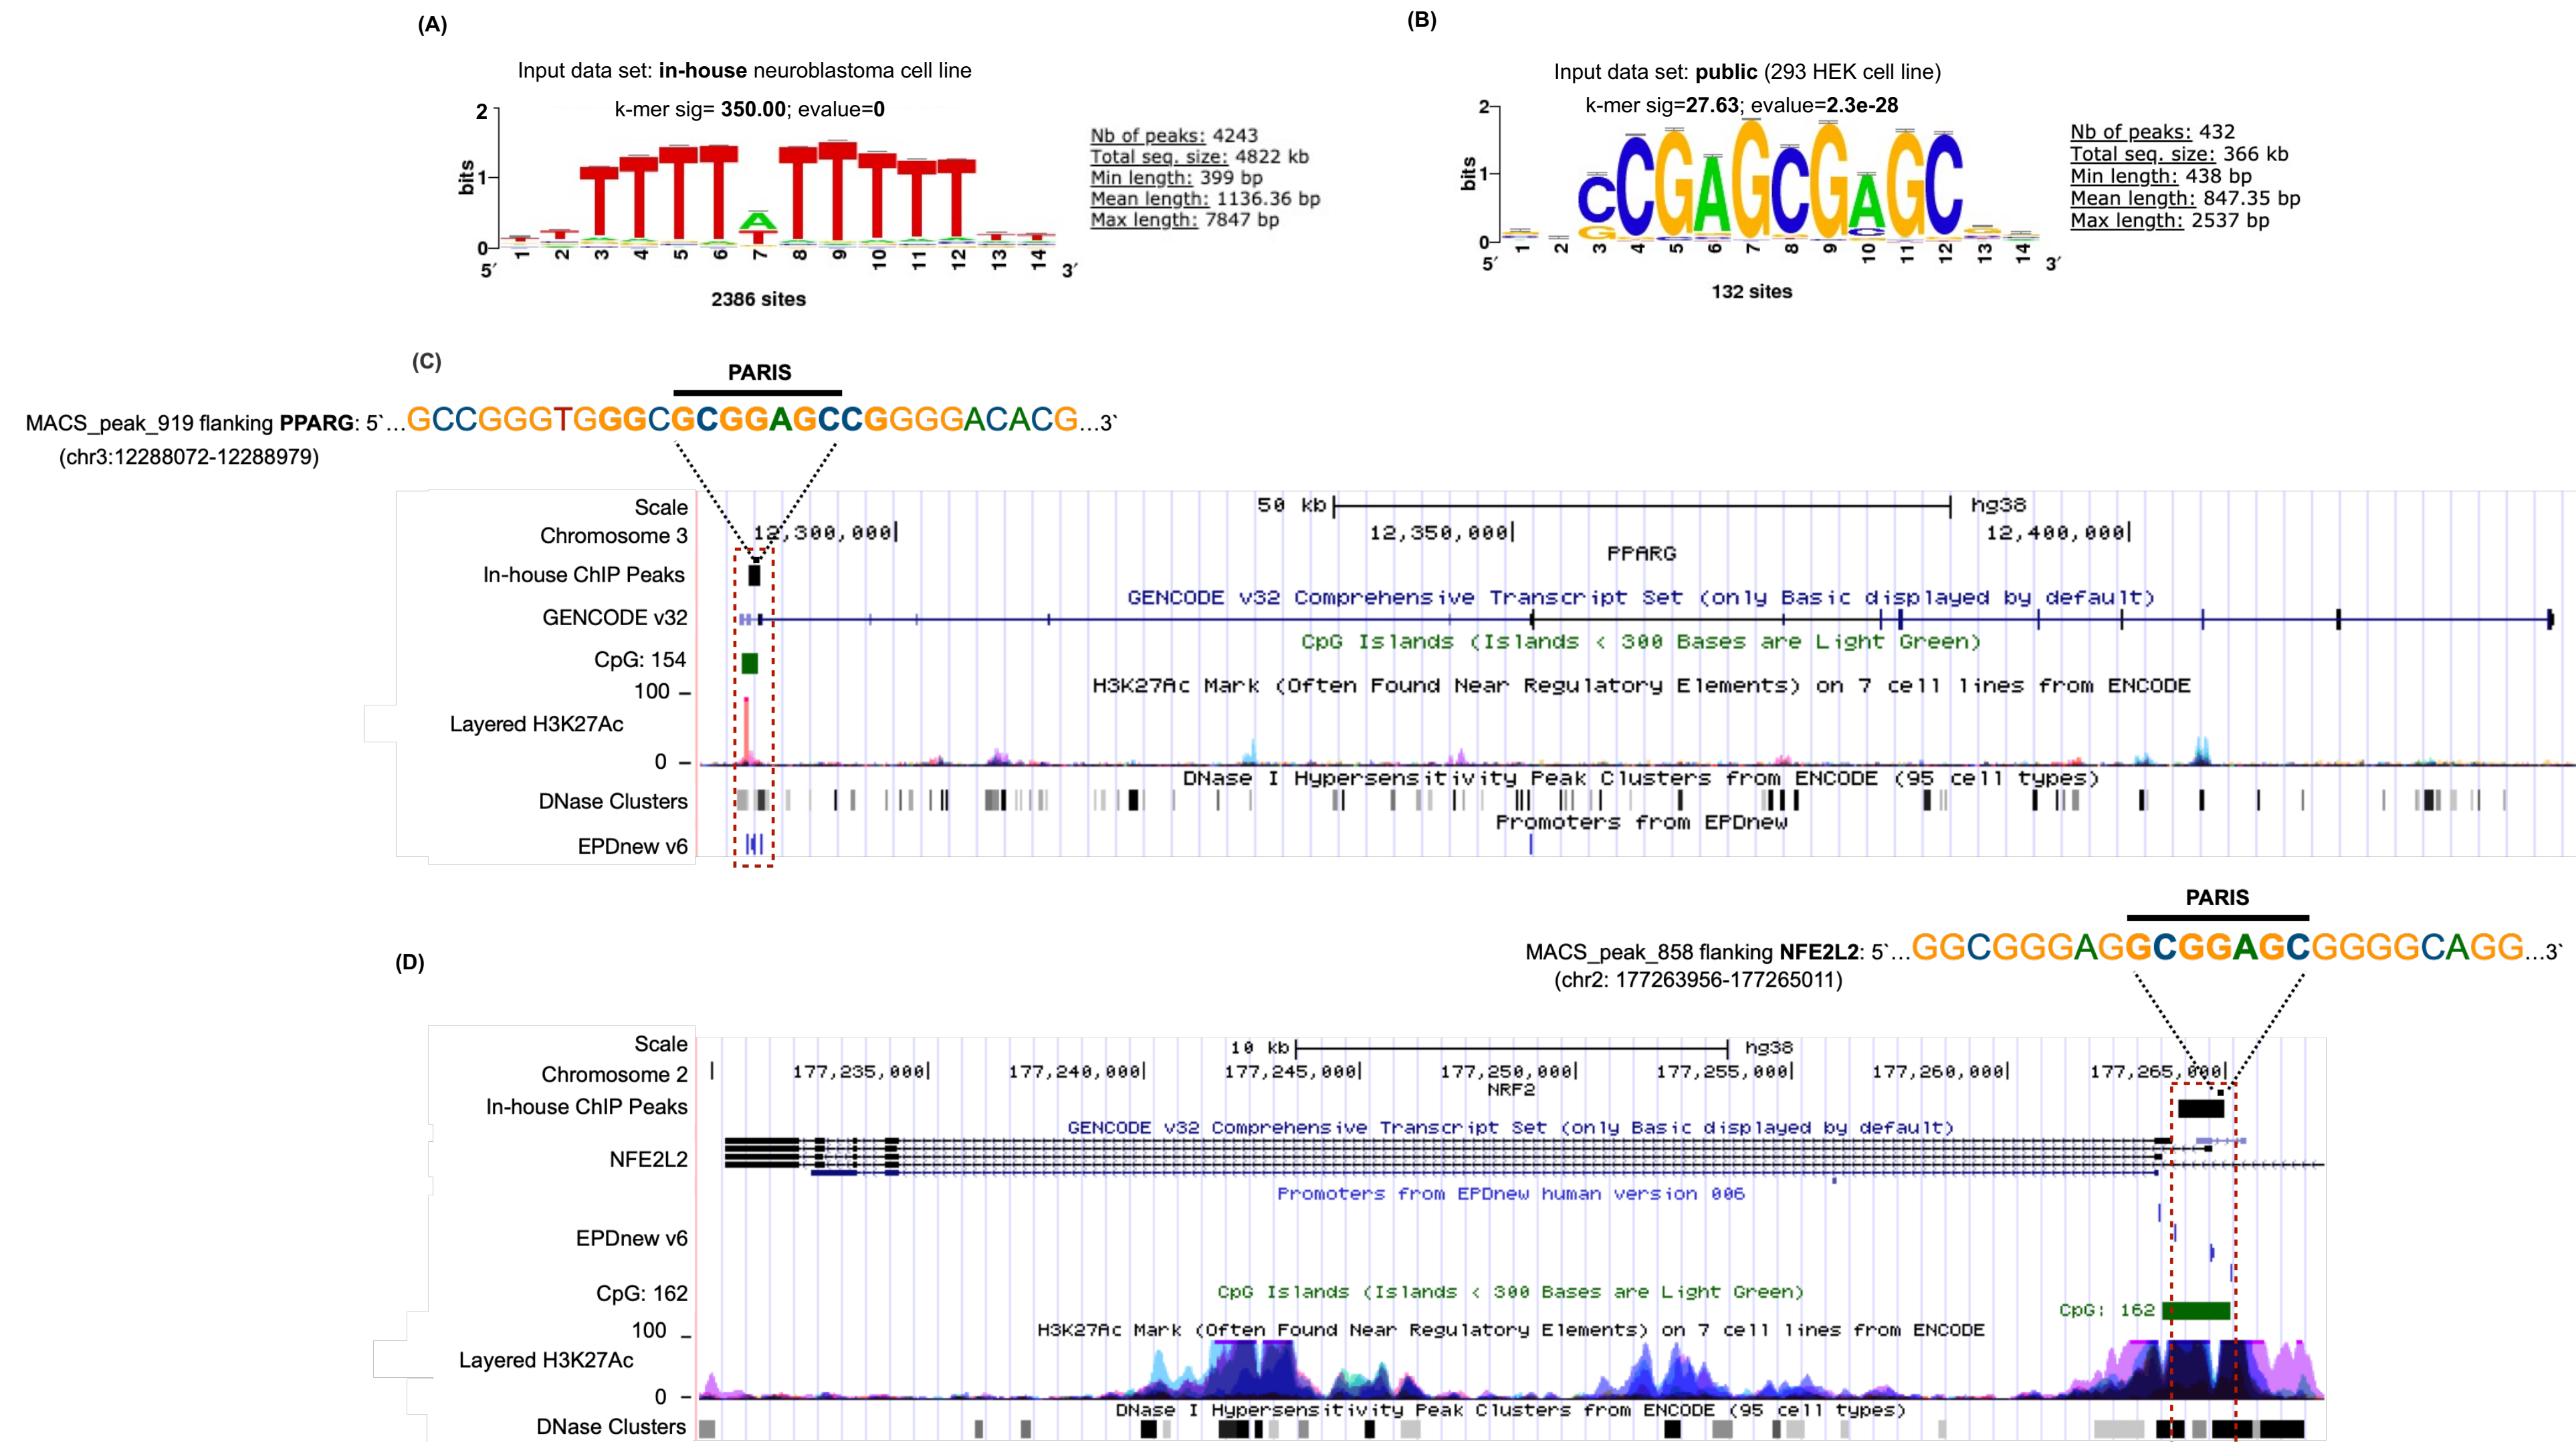 (A)
Input data set: in-house neuroblastoma cell line
k-mer sig= 350.00; evalue=0
2
1
0
bits
TTTTATTTTT
5′ 1 2 3 4 5 6 7 8 9 10 11 12 13 14 3′
2386 sites
Nb of peaks: 4243
Total seq. size: 4822 kb
Min length: 399 bp
Mean length: 1136.36 bp
Max length: 7847 bp
(B)
Input data set: public (293 HEK cell line)
k-mer sig=27.63; evalue=2.3e-28
2
1
0
bits
CCGAGCGAGC
5′ 1 2 3 4 5 6 7 8 9 10 11 12 13 14 3′
132 sites
Nb of peaks: 432
Total seq. size: 366 kb
Min length: 438 bp
Mean length: 847.35 bp
Max length: 2537 bp
(C)
PARIS
MACS_peak_919 flanking PPARG: 5`...GCCGGGTGGGCGCGGAGCCGGGGACACG...3`
(chr3:12288072-12288979)
Scale 50 kb hg38
Chromosome 3 12,300,000| 12,350,000| 12,400,000|
PPARG
In-house ChIP Peaks
GENCODE v32 Comprehensive Transcript Set (only Basic displayed by default)
GENCODE v32
CpG Islands (Islands < 300 Bases are Light Green)
CpG: 154
H3K27Ac Mark (Often Found Near Regulatory Elements) on 7 cell lines from ENCODE
100
Layered H3K27Ac
0
DNase I Hypersensitivity Peak Clusters from ENCODE (95 cell types)
DNase Clusters
Promoters from EPDnew
EPDnew v6
(D)
PARIS
MACS_peak_858 flanking NFE2L2: 5`...GGCGGGAGGCGGAGCGGGGCAGG...3`
(chr2: 177263956-177265011)
Scale 10 kb hg38
Chromosome 2 | 177,235,000| 177,240,000| 177,245,000| 177,250,000| 177,255,000| 177,260,000| 177,265,000|
NRF2
In-house ChIP Peaks
GENCODE v32 Comprehensive Transcript Set (only Basic displayed by default)
NFE2L2
Promoters from EPDnew human version 006
EPDnew v6
CpG Islands (Islands < 300 Bases are Light Green)
CpG: 162
CpG: 162
H3K27Ac Mark (Often Found Near Regulatory Elements) on 7 cell lines from ENCODE
100
Layered H3K27Ac
0
DNase I Hypersensitivity Peak Clusters from ENCODE (95 cell types)
DNase Clusters